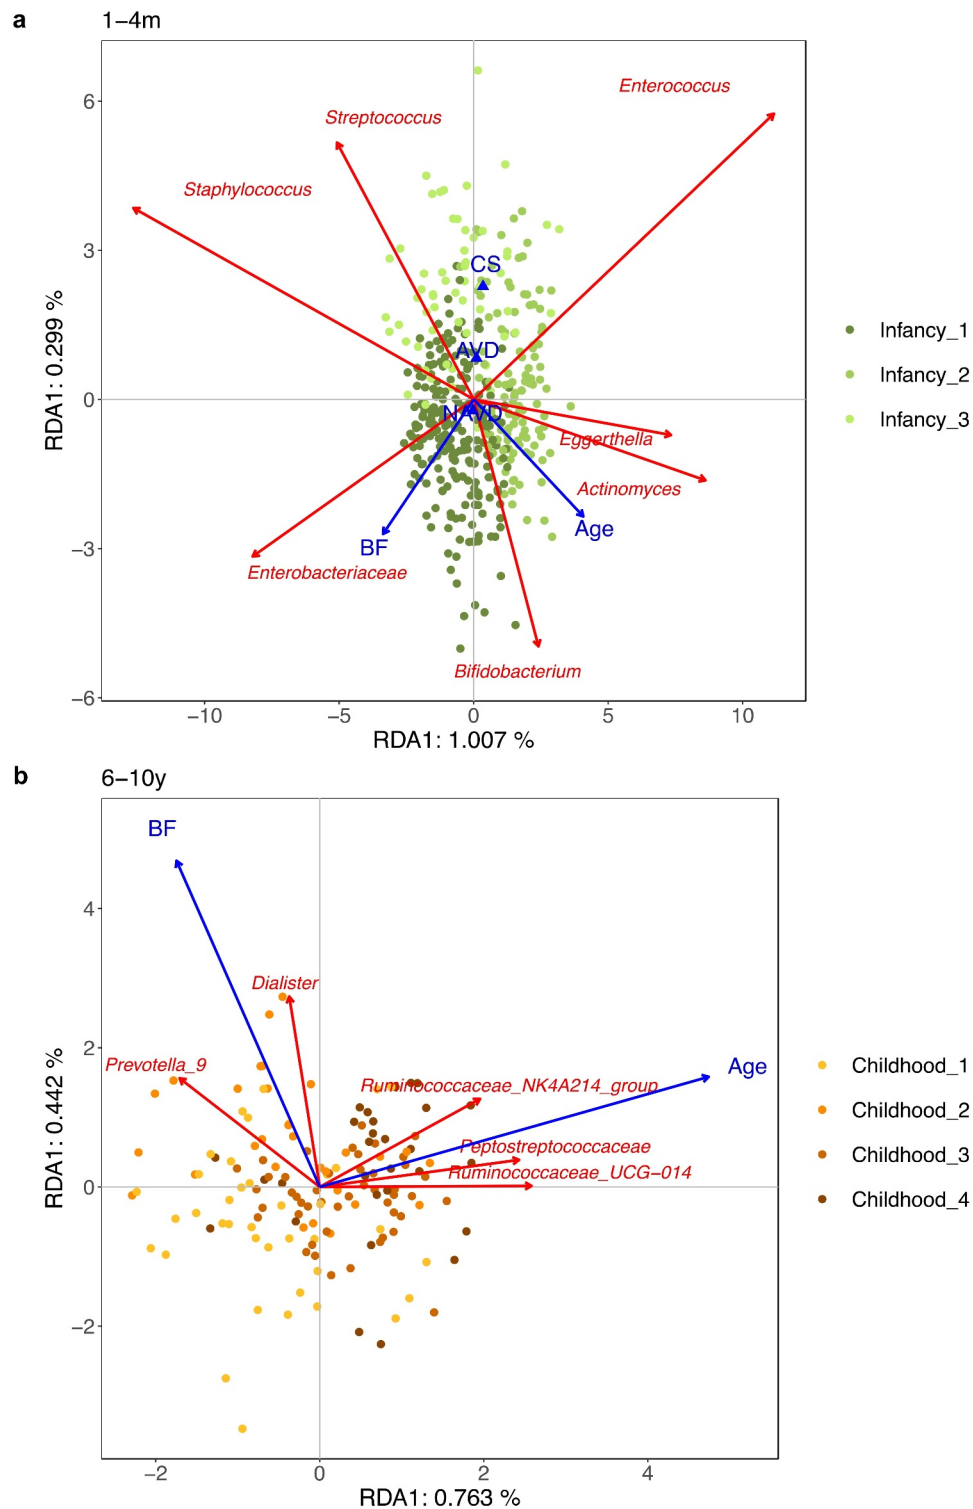 a
1−4m
Enterococcus
6
Streptococcus
Staphylococcus
3
CS
Infancy_1
AVD
Infancy_2
RDA1: 0.299 %
0
NAVD
Infancy_3
Eggerthella
Actinomyces
Age
−3
BF
Enterobacteriaceae
Bifidobacterium
−6
−10 −5 0 5 10
RDA1: 1.007 %
b
6−10y
BF
4
Dialister
2
Prevotella_9
Age
Childhood_1
Ruminococcaceae_NK4A214_group
Childhood_2
RDA1: 0.442 %
Peptostreptococcaceae
Childhood_3
Ruminococcaceae_UCG−014
0
Childhood_4
−2
−2 0 2 4
RDA1: 0.763 %